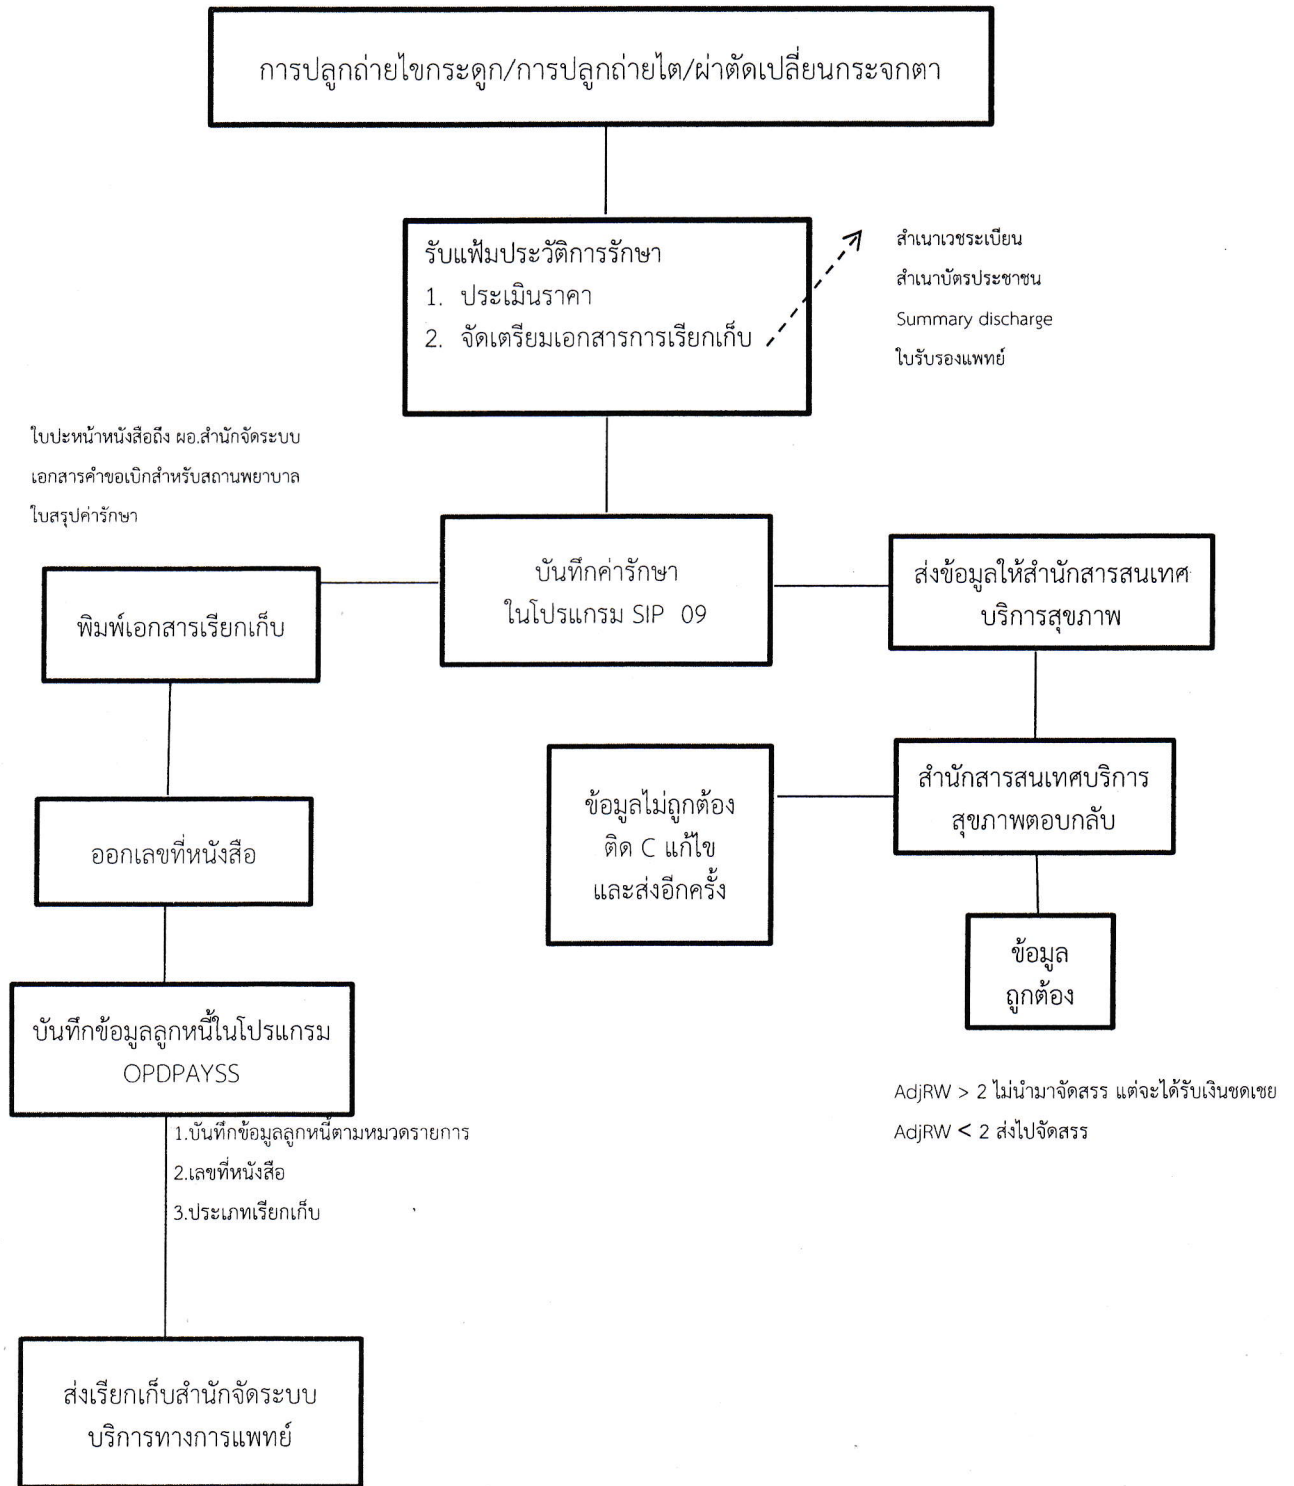 การปลูกถ่ายไขกระดูก/การปลูกถ่ายไต/ผ่าตัดเปลี่ยนกระจกตา
รับแฟ้มประวัติการรักษา
1. ประเมินราคา
2. จัดเตรียมเอกสารการเรียกเก็บ
สำเนาเวชระเบียน
สำเนาบัตรประชาชน
Summary discharge
ใบรับรองแพทย์
ใบปะหน้าหนังสือถึง ผอ.สำนักจัดระบบ
เอกสารคำขอเบิกสำหรับสถานพยาบาล
ใบสรุปค่ารักษา
บันทึกค่ารักษา
ในโปรแกรม SIP 09
พิมพ์เอกสารเรียกเก็บ
ส่งข้อมูลให้สำนักสารสนเทศ
บริการสุขภาพ
ออกเลขที่หนังสือ
ข้อมูลไม่ถูกต้อง
ติด C แก้ไข
และส่งอีกครั้ง
สำนักสารสนเทศบริการ
สุขภาพตอบกลับ
ข้อมูล
ถูกต้อง
บันทึกข้อมูลลูกหนี้ในโปรแกรม
OPDPAYSS
1.บันทึกข้อมูลลูกหนี้ตามหมวดรายการ
2.เลขที่หนังสือ
3.ประเภทเรียกเก็บ
AdjRW > 2 ไม่นำมาจัดสรร แต่จะได้รับเงินชดเชย
AdjRW < 2 ส่งไปจัดสรร
ส่งเรียกเก็บสำนักจัดระบบ
บริการทางการแพทย์